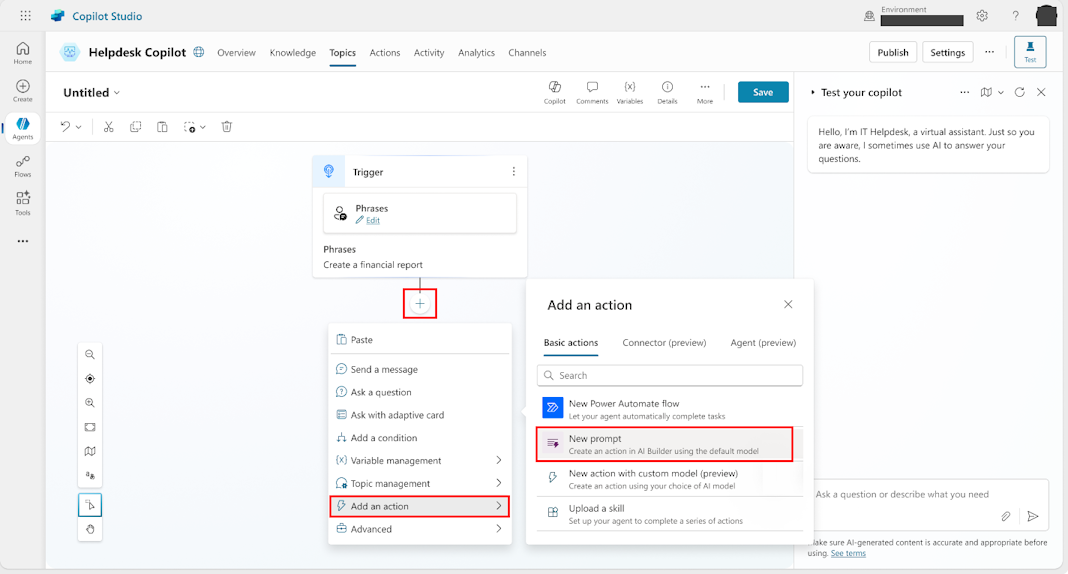 Copilot Studio
Environment
?
Home
Create
Agents
Flows
Tools
Helpdesk Copilot
Overview
Knowledge
Topics
Actions
Activity
Analytics
Channels
Publish
Settings
Test
Untitled
Copilot
Comments
{x}
Variables
Details
More
Save
Trigger
Phrases
Edit
Phrases
Create a financial report
Paste
Send a message
Ask a question
Ask with adaptive card
Add a condition
{x} Variable management
Topic management
Add an action
Advanced
Add an action
Basic actions
Connector (preview)
Agent (preview)
Search
New Power Automate flow
Let your agent automatically complete tasks
New prompt
Create an action in AI Builder using the default model
New action with custom model (preview)
Create an action using your choice of AI model
Upload a skill
Set up your agent to complete a series of actions
Test your copilot
Hello, I'm IT Helpdesk, a virtual assistant. Just so you
are aware, I sometimes use AI to answer your
questions.
Ask a question or describe what you need
Make sure AI-generated content is accurate and appropriate before
using. See terms